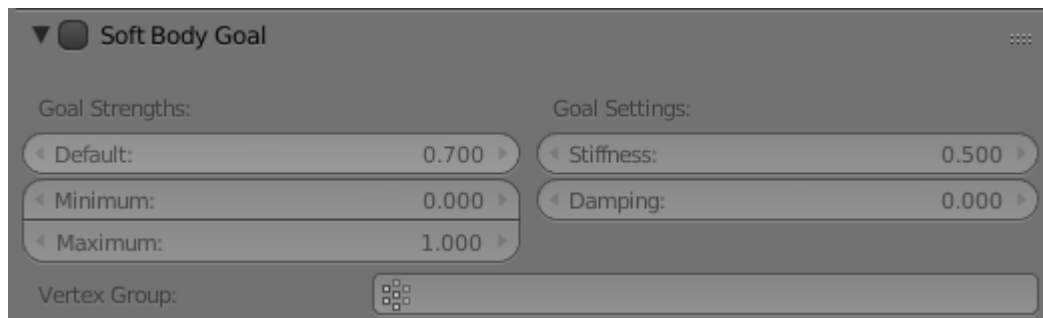 Soft Body Goal
Goal Strengths:
Goal Settings:
Default: 0.700
Stiffness: 0.500
Minimum: 0.000
Damping: 0.000
Maximum: 1.000
Vertex Group: